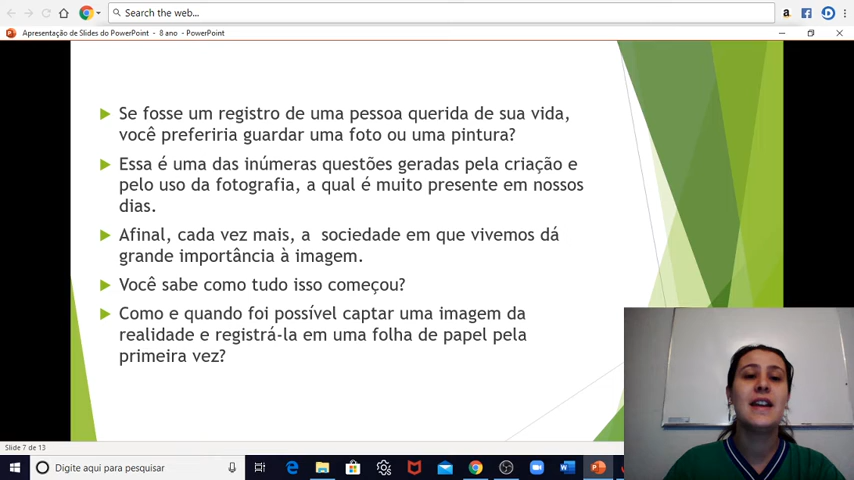 Search the web...
Apresentação de Slides do PowerPoint - 8 ano - PowerPoint
Se fosse um registro de uma pessoa querida de sua vida,
você preferiria guardar uma foto ou uma pintura?
Essa é uma das inúmeras questões geradas pela criação e
pelo uso da fotografia, a qual é muito presente em nossos
dias.
Afinal, cada vez mais, a sociedade em que vivemos dá
grande importância à imagem.
Você sabe como tudo isso começou?
Como e quando foi possível captar uma imagem da
realidade e registrá-la em uma folha de papel pela
primeira vez?
Slide 7 de 13
Digite aqui para pesquisar